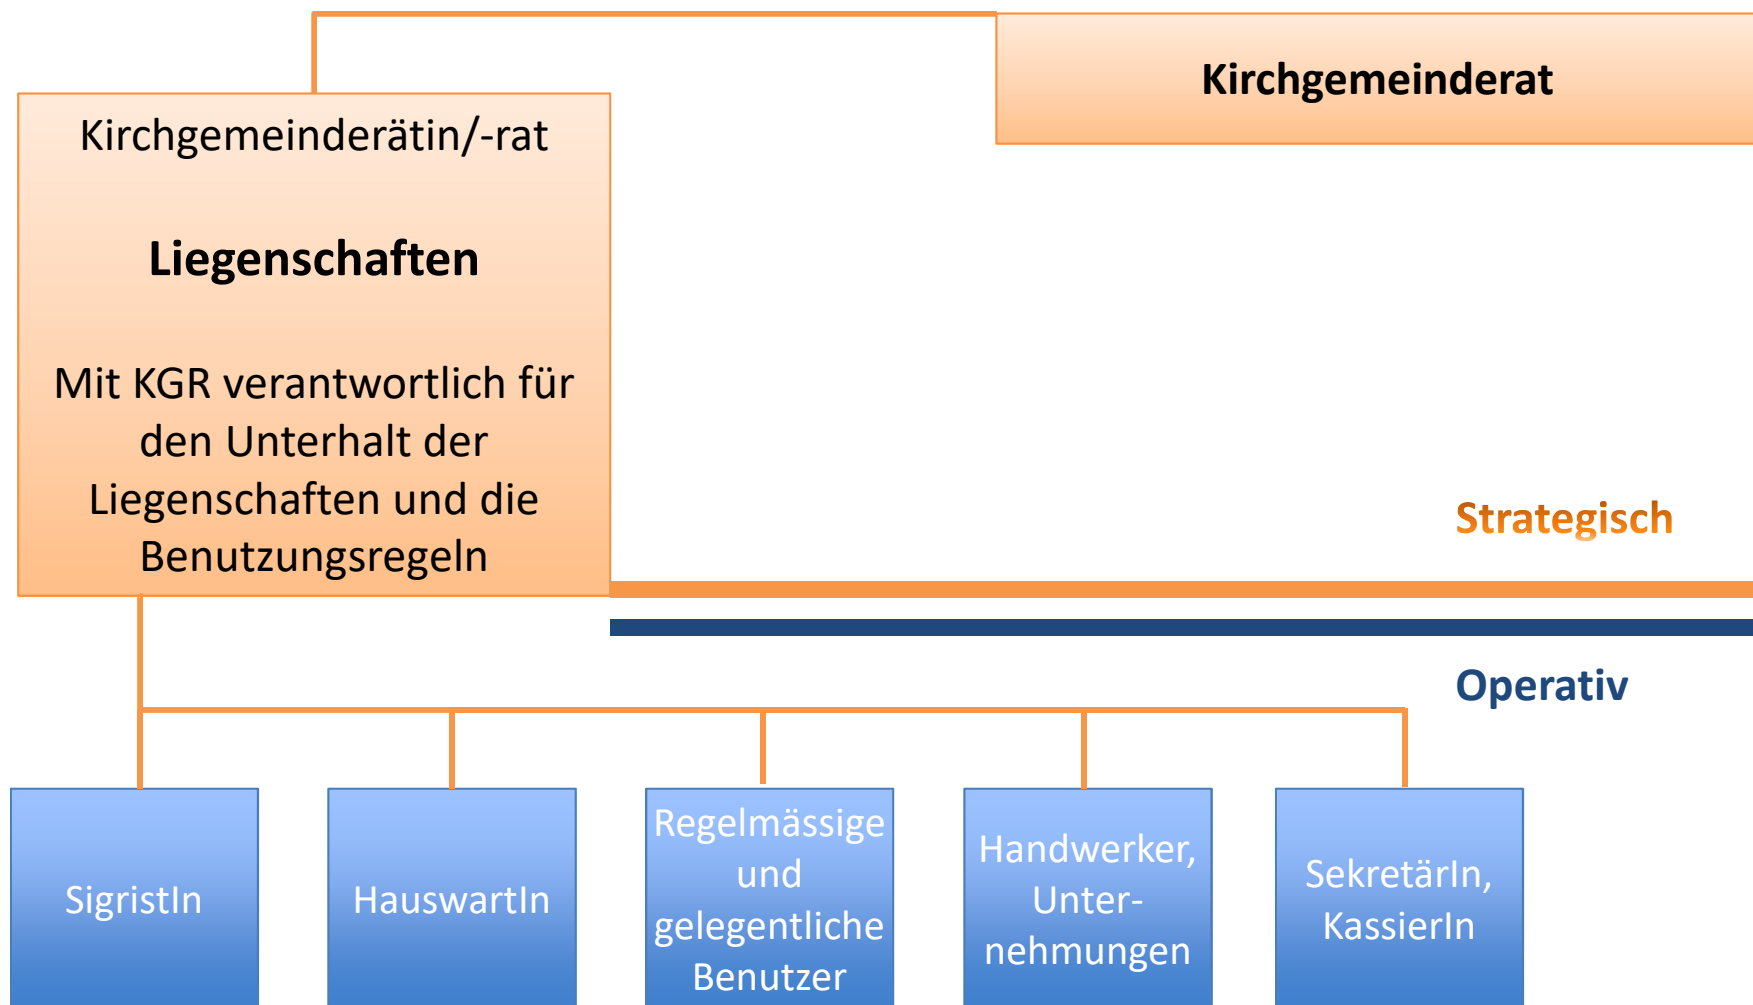 Kirchgemeinderat
Kirchgemeinderätin/-rat
Liegenschaften
Mit KGR verantwortlich für
den Unterhalt der
Liegenschaften und die
Benutzungsregeln
Strategisch
Operativ
SigristIn
HauswartIn
Regelmässige
und
gelegentliche
Benutzer
Handwerker,
Unter-
nehmungen
SekretärIn,
KassierIn